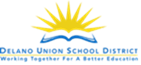 DELANO UNION SCHOOL DISTRICT
Working Together For A Better Education